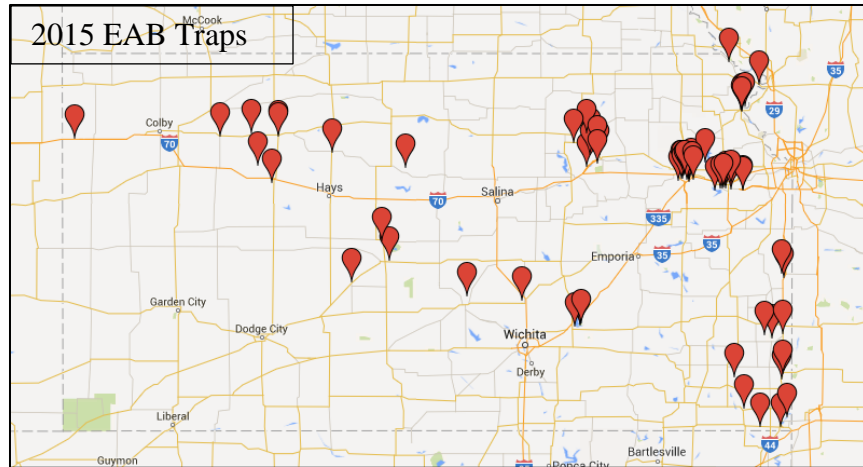 2015 EAB Traps
McCook
35
29
Colby
70
Hays
70
Salina
335
35
35
Emporia
Garden City
Dodge City
Wichita
Derby
Liberal
44
Bartlesville
Guymon
Ponca City